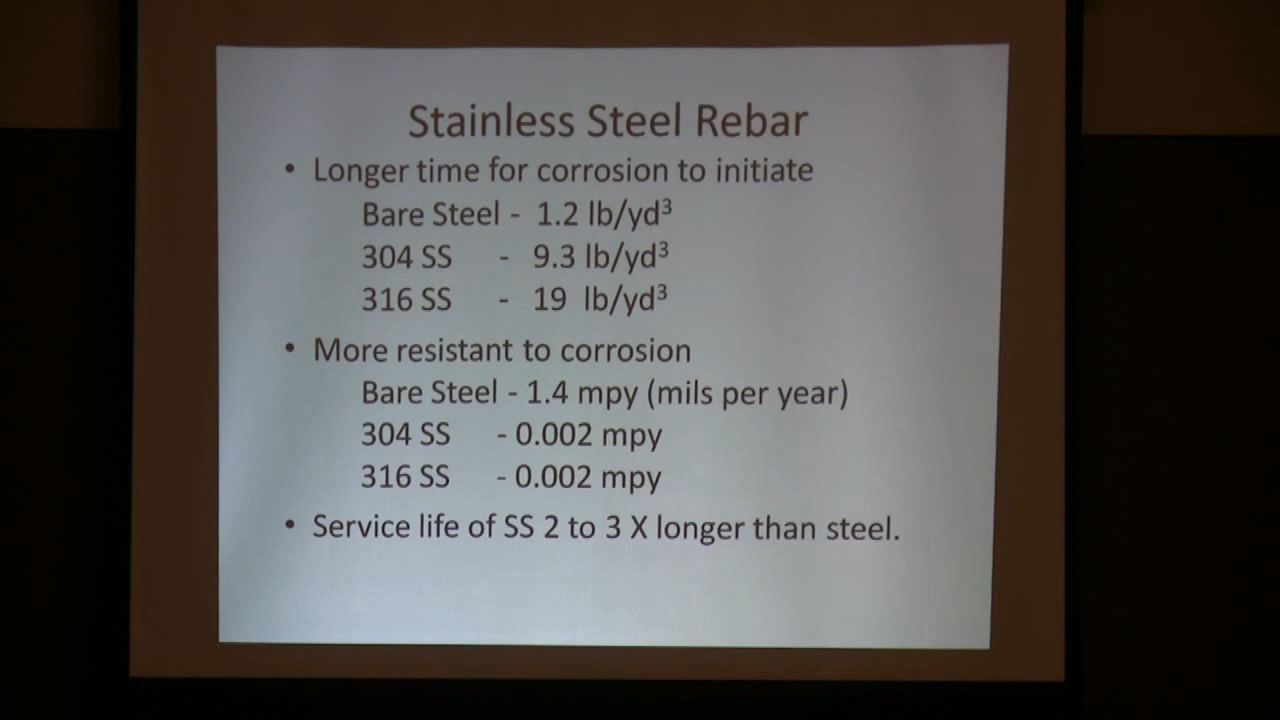 Stainless Steel Rebar
• Longer time for corrosion to initiate
Bare Steel - 1.2 lb/yd³
304 SS - 9.3 lb/yd³
316 SS - 19 lb/yd³
• More resistant to corrosion
Bare Steel - 1.4 mpy (mils per year)
304 SS - 0.002 mpy
316 SS - 0.002 mpy
• Service life of SS 2 to 3 X longer than steel.